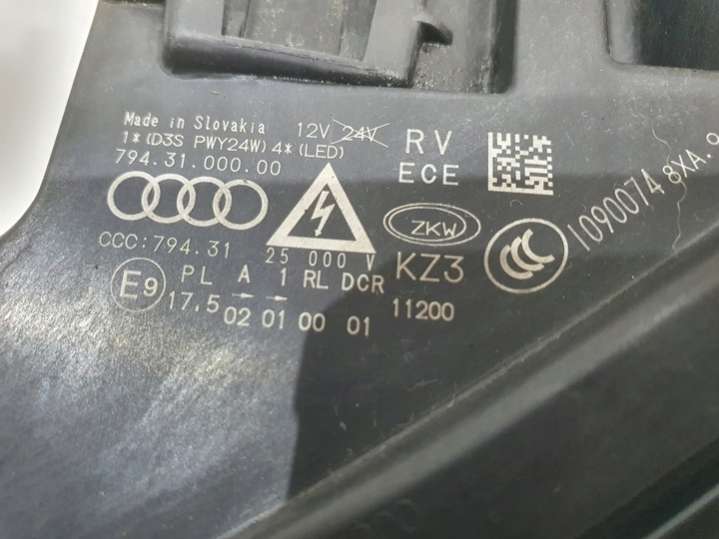 Made in Slovakia 12V 24V RV
1*(D3S PWY24W) 4*(LED)
794.31.000.00 ECE
ZKW
CCC:794.31 25 000 V KZ3
1090074 8XA.9
E9 PL A 1 RL DCR
17,5 → → 11200
02 01 00 01